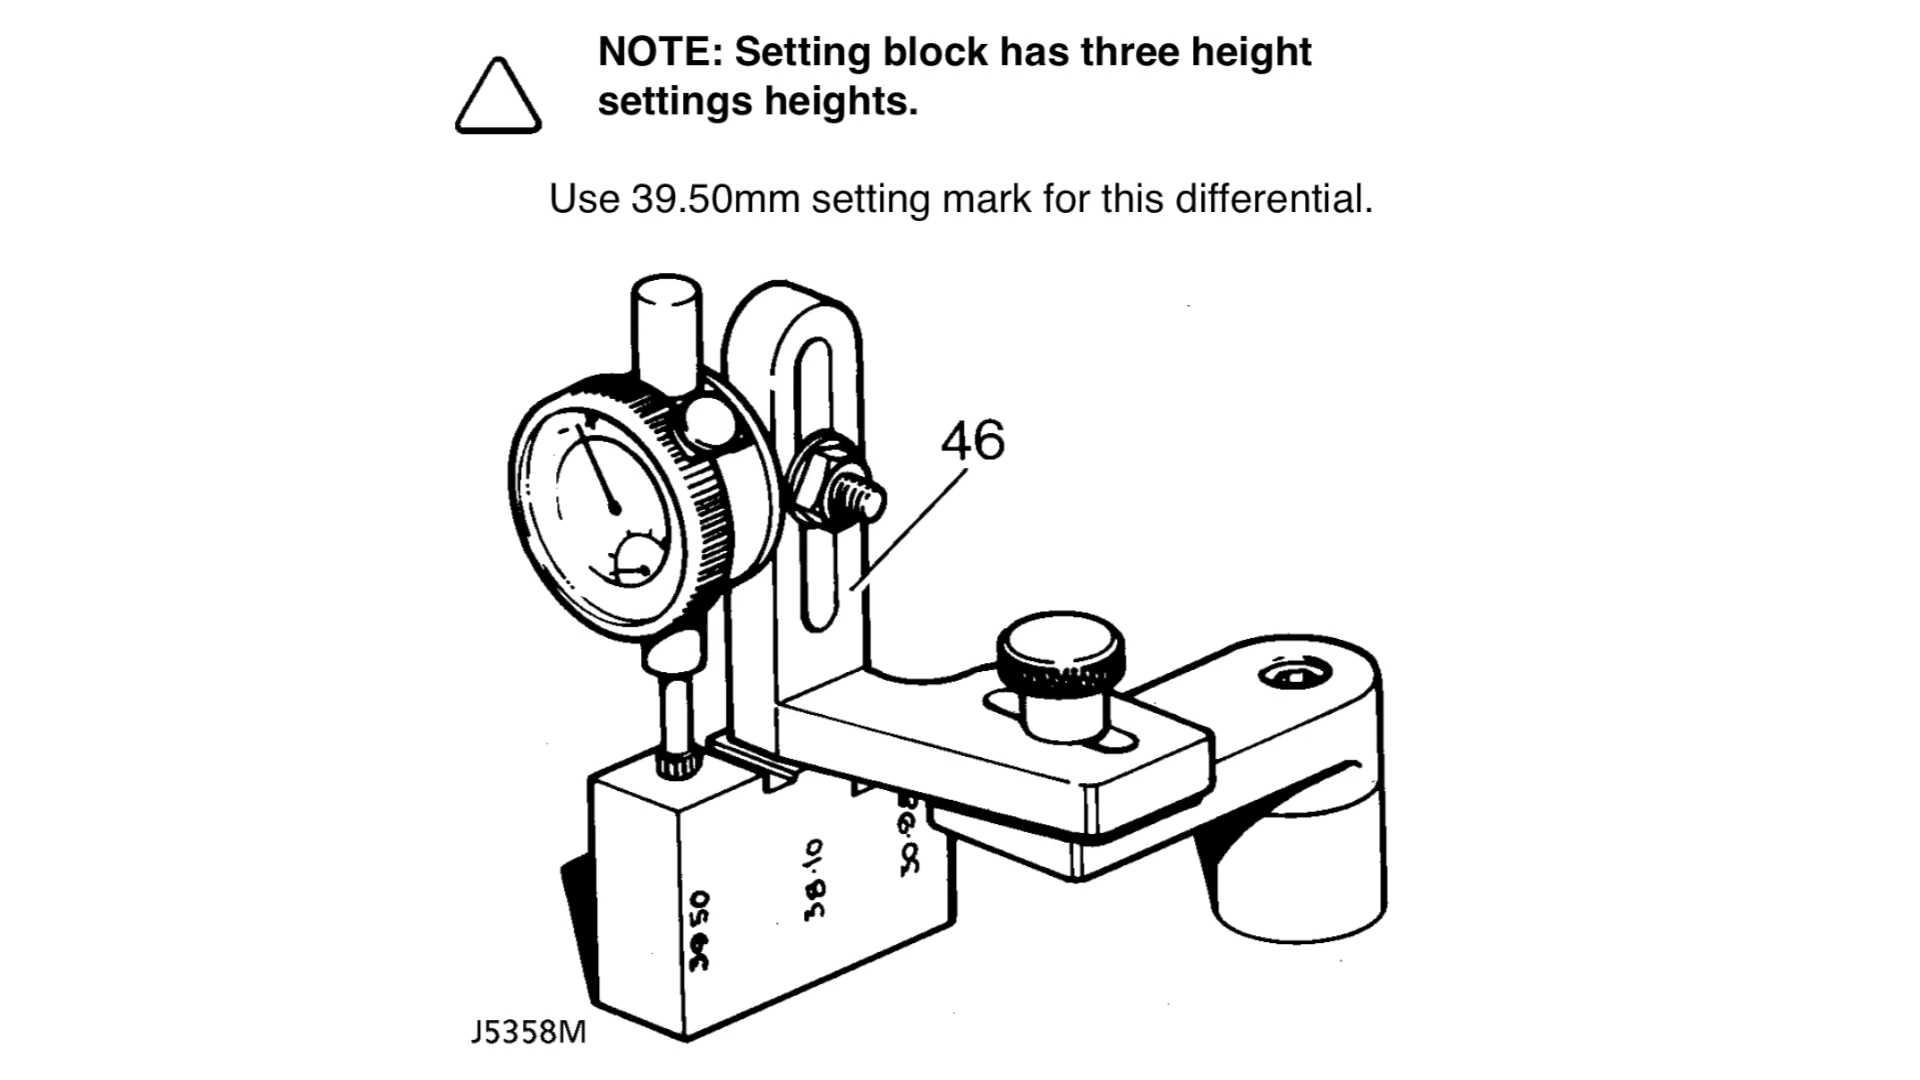 NOTE: Setting block has three height
settings heights.
Use 39.50mm setting mark for this differential.
46
38.10
39 50
J5358M